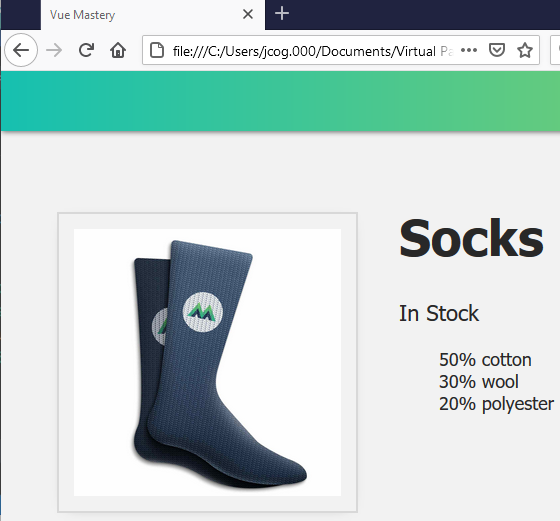 Vue Mastery
file:///C:/Users/jcog.000/Documents/Virtual Pa
Socks
In Stock
50% cotton
30% wool
20% polyester